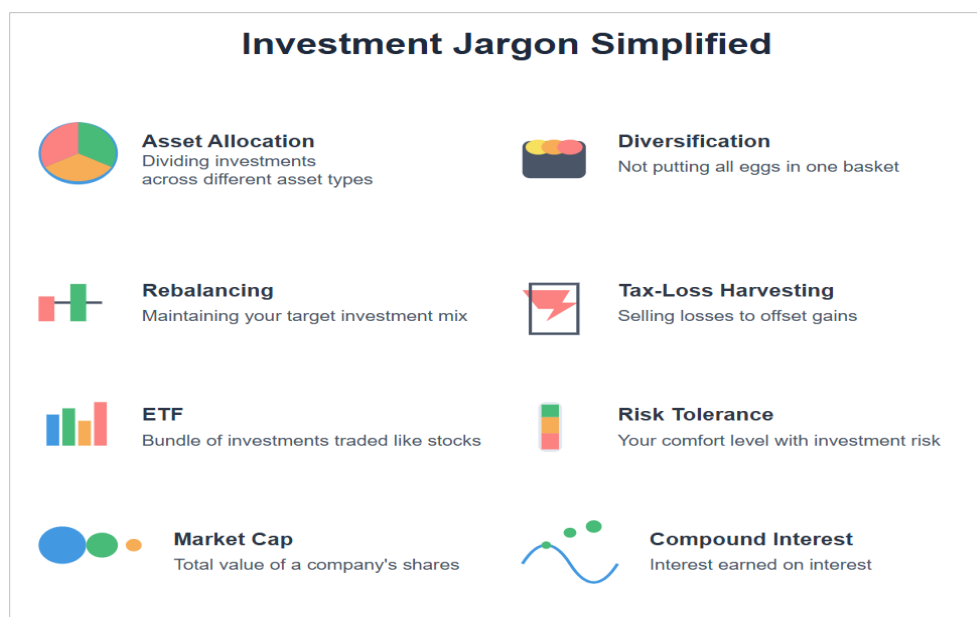 Investment Jargon Simplified
Asset Allocation
Dividing investments
across different asset types
Diversification
Not putting all eggs in one basket
Rebalancing
Maintaining your target investment mix
Tax-Loss Harvesting
Selling losses to offset gains
ETF
Bundle of investments traded like stocks
Risk Tolerance
Your comfort level with investment risk
Market Cap
Total value of a company's shares
Compound Interest
Interest earned on interest